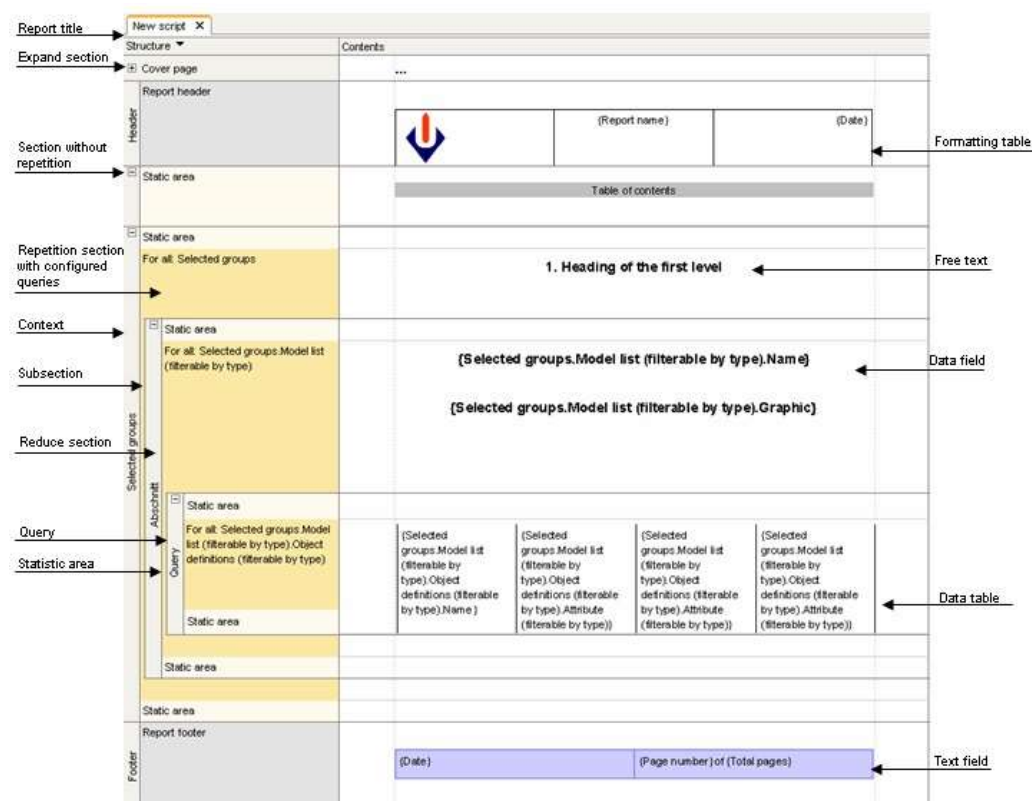 Report title
New script X
Structure
Contents
Expand section
Cover page
...
Report header
Header
{Report name}
{Date}
Formatting table
Section without
repetition
Static area
Table of contents
Static area
Repetition section
with configured
queries
For all: Selected groups
1. Heading of the first level
Free text
Context
Selected groups
Static area
Subsection
For all: Selected groups.Model list
(filterable by type)
{Selected groups.Model list (filterable by type).Name}
Data field
{Selected groups.Model list (filterable by type).Graphic}
Reduce section
Abschnitt
Static area
Query
Query
Statistic area
For all: Selected groups.Model
list (filterable by type).Object
definitions (filterable by type)
{Selected
groups.Model list
(filterable by
type).Object
definitions (filterable
by type).Name }
{Selected
groups.Model list
(filterable by
type).Object
definitions (filterable
by type).Attribute
(filterable by type)}
{Selected
groups.Model list
(filterable by
type).Object
definitions (filterable
by type).Attribute
(filterable by type)}
{Selected
groups.Model list
(filterable by
type).Object
definitions (filterable
by type).Attribute
(filterable by type)}
Data table
Static area
Static area
Static area
Report footer
Footer
{Date}
{Page number} of {Total pages}
Text field